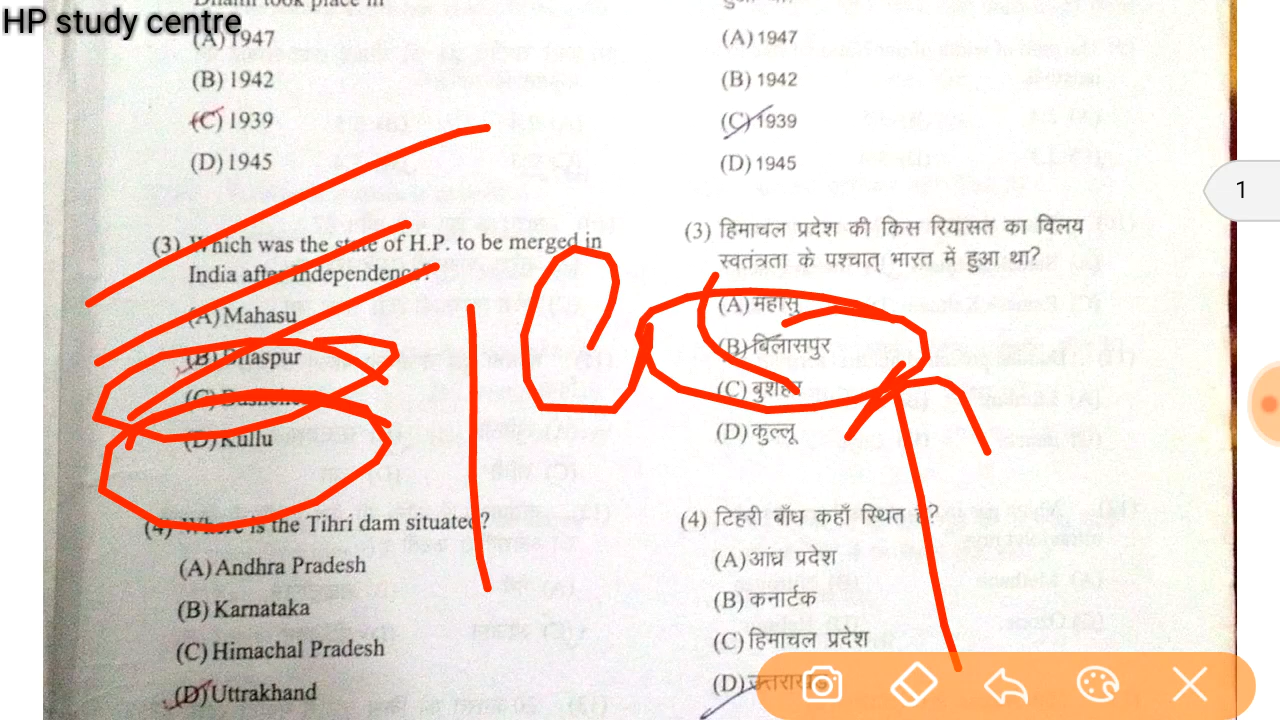 HP study centre
(A) 1947
(B) 1942
(C) 1939
(D) 1945
(3) Which was the state of H.P. to be merged in
India after independence?
(A) Mahasu
(B) Bilaspur
(D) Kullu
(4) Where is the Tihri dam situated?
(A) Andhra Pradesh
(B) Karnataka
(C) Himachal Pradesh
(D) Uttrakhand
(A) 1947
(B) 1942
(C) 1939
(D) 1945
(3) हिमाचल प्रदेश की किस रियासत का विलय
स्वतंत्रता के पश्चात् भारत में हुआ था?
(A) महासु
(B) बिलासपुर
(C) बुशहर
(D) कुल्लू
(4) टिहरी बाँध कहाँ स्थित है?
(A) आंध्र प्रदेश
(B) कनार्टक
(C) हिमाचल प्रदेश
(D) उत्तराखंड
1